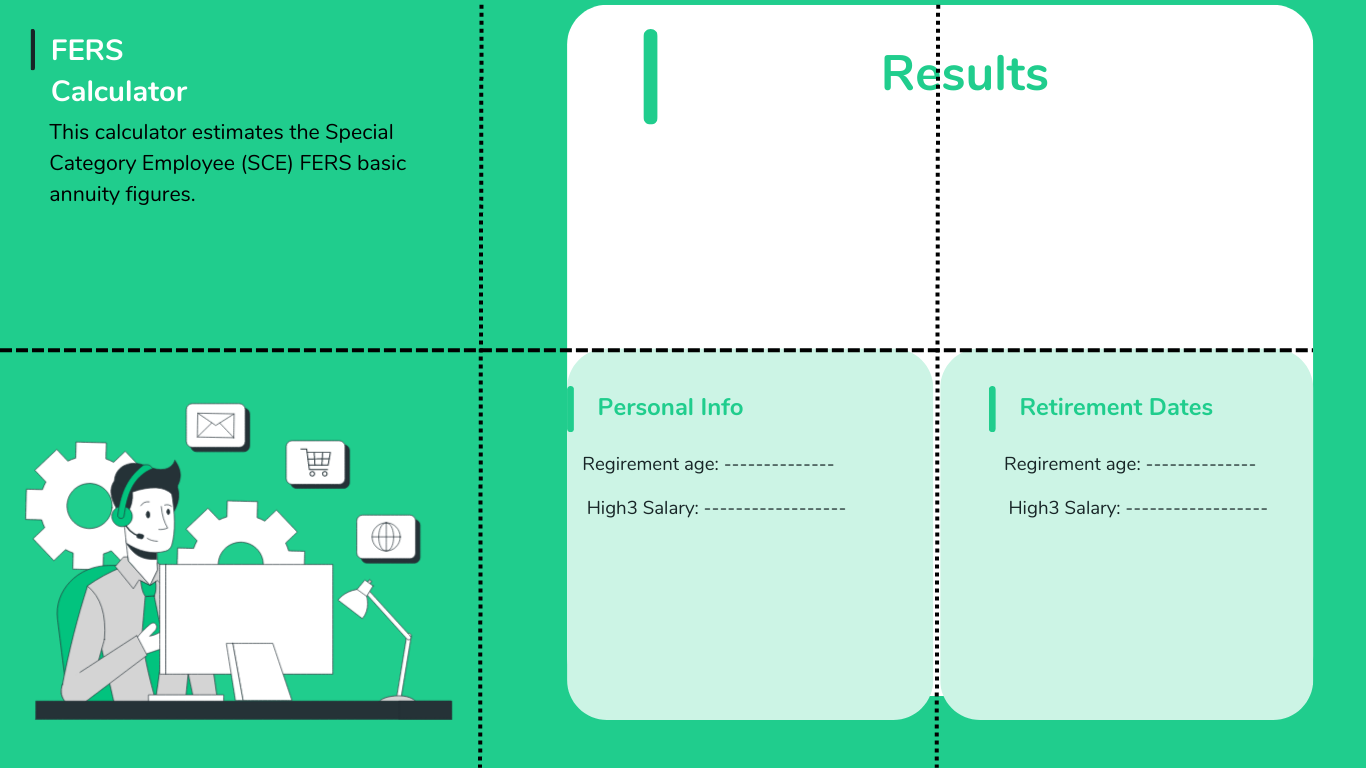 FERS
Calculator
This calculator estimates the Special
Category Employee (SCE) FERS basic
annuity figures.
Results
Personal Info
Regirement age: --------------
High3 Salary: ------------------
Retirement Dates
Regirement age: --------------
High3 Salary: ------------------